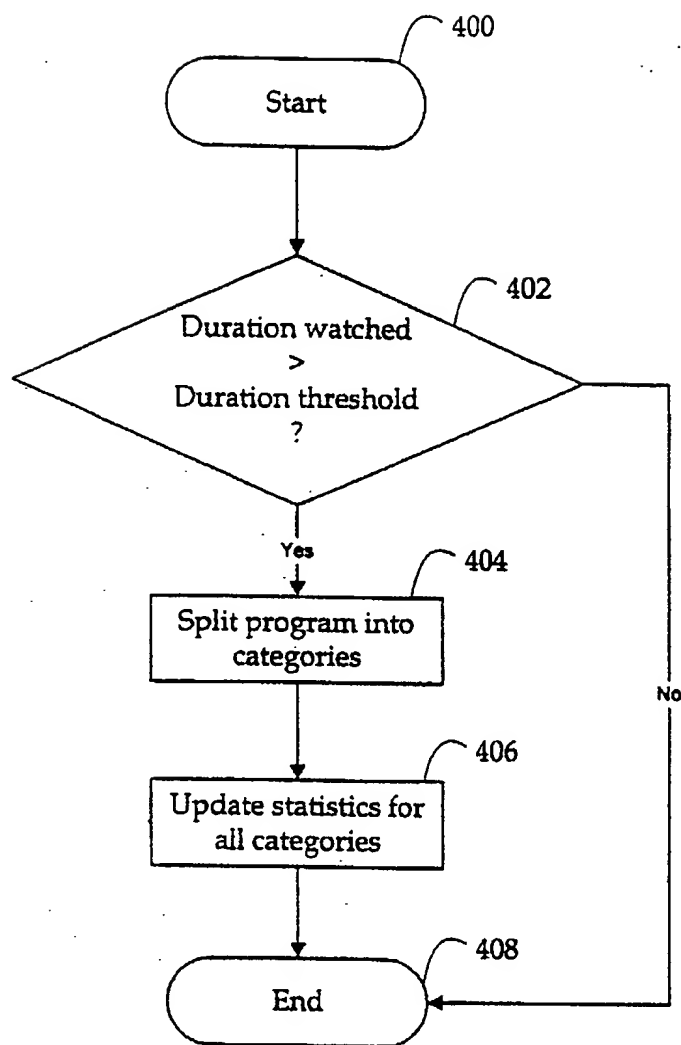 400
Start
402
Duration watched
>
Duration threshold
?
Yes
404
Split program into
categories
No
406
Update statistics for
all categories
408
End